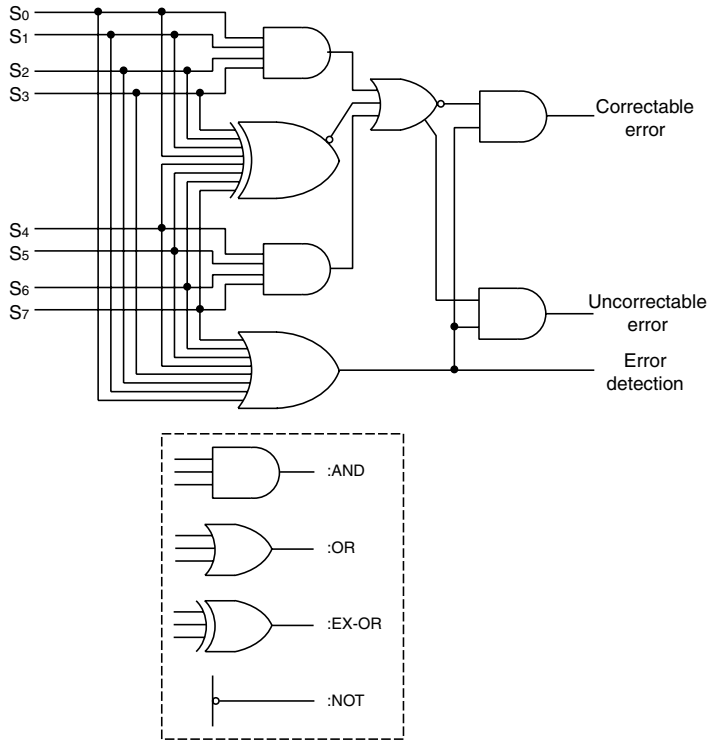 S0
S1
S2
S3
S4
S5
S6
S7
Correctable
error
Uncorrectable
error
Error
detection
:AND
:OR
:EX-OR
:NOT